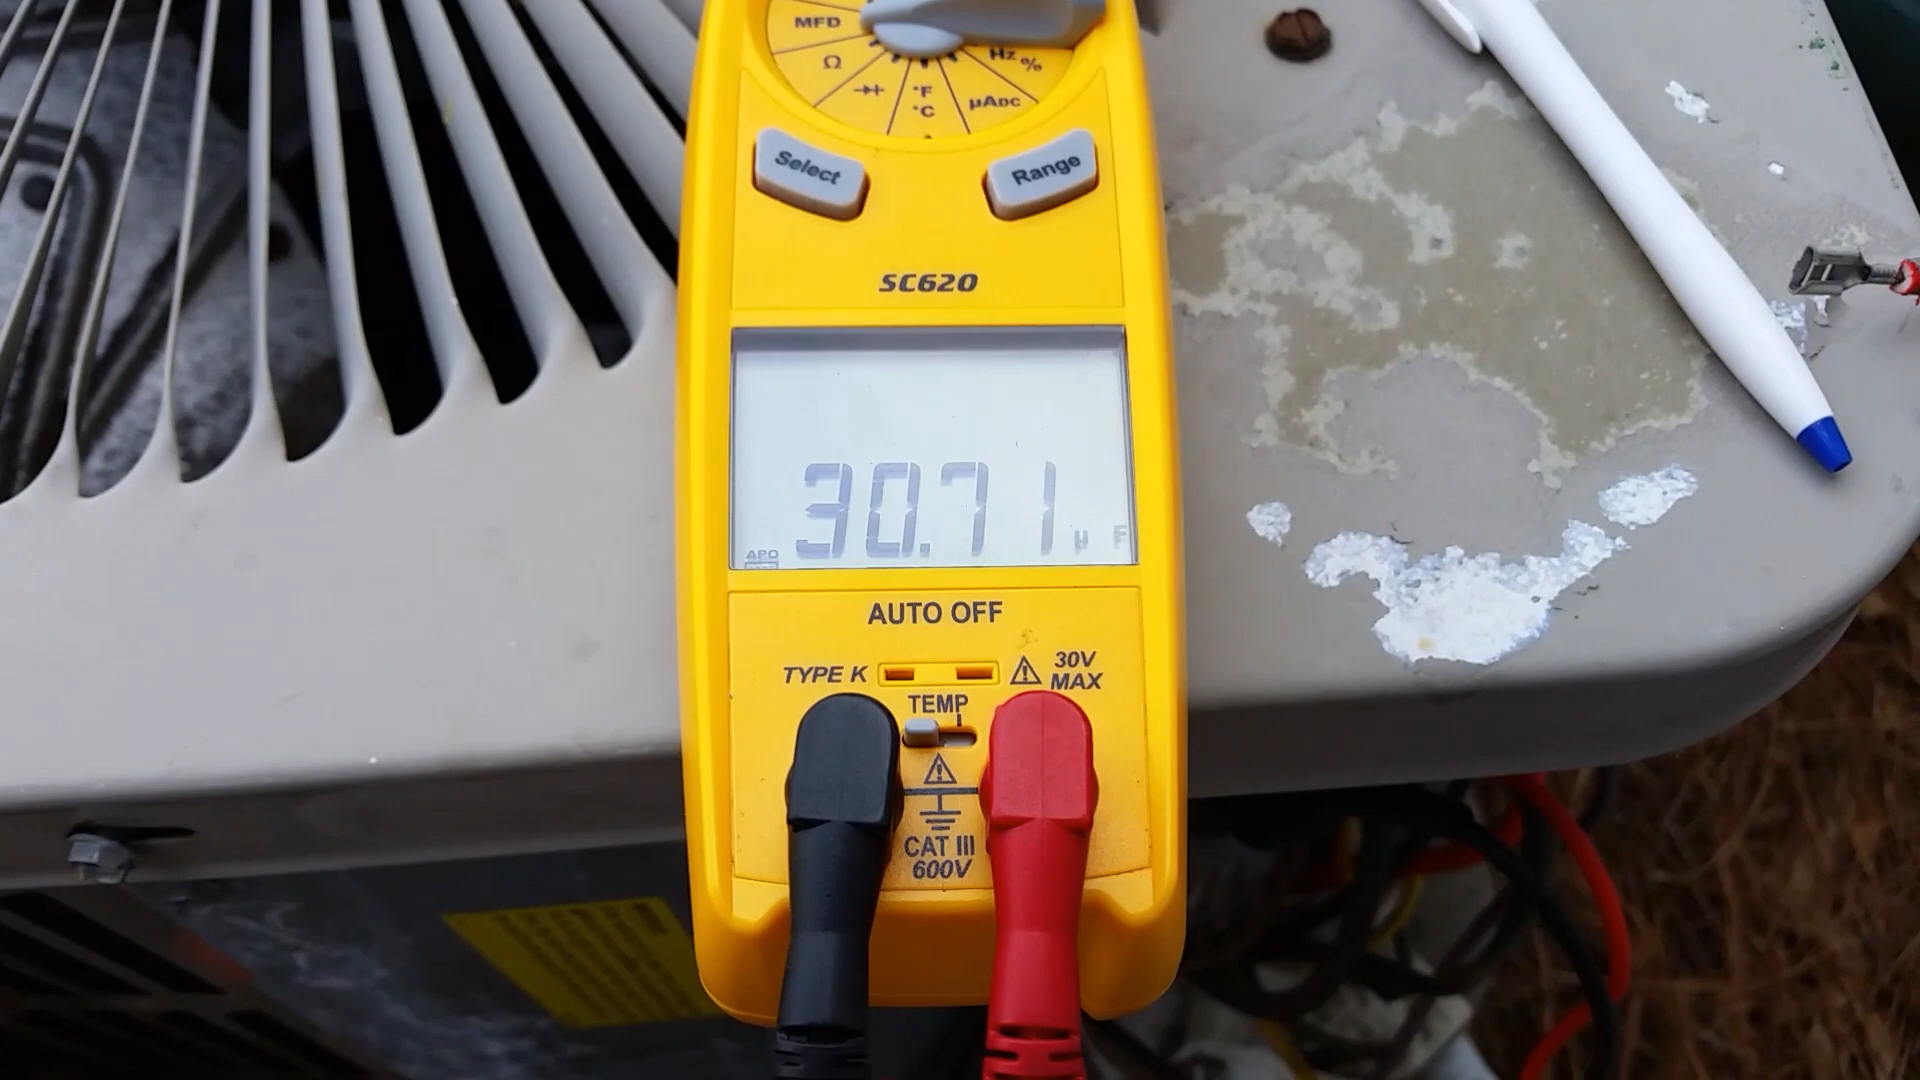 MFD
Ω
Hz %
°F
°C
µADC
Select
Range
SC620
30.71 µF
APO
AUTO OFF
TYPE K
30V
MAX
TEMP
CAT III
600V